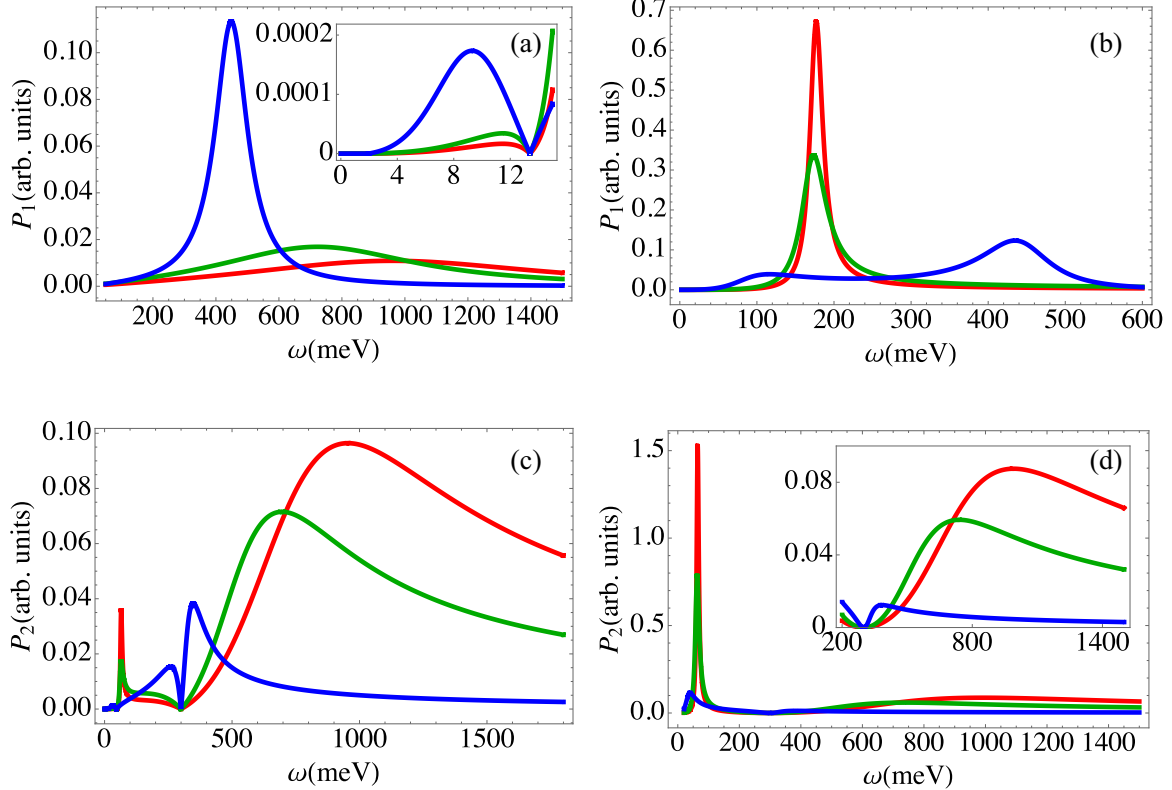 (a)
P1(arb. units)
0.10
0.08
0.06
0.04
0.02
0.00
0.0002
0.0001
0
0 4 8 12
200 400 600 800 1000 1200 1400
ω(meV)
(b)
P1(arb. units)
0.7
0.6
0.5
0.4
0.3
0.2
0.1
0.0
0 100 200 300 400 500 600
ω(meV)
(c)
P2(arb. units)
0.10
0.08
0.06
0.04
0.02
0.00
0 500 1000 1500
ω(meV)
(d)
P2(arb. units)
1.5
1.0
0.5
0.0
0.08
0.04
0
200 800 1400
0 200 400 600 800 1000 1200 1400
ω(meV)